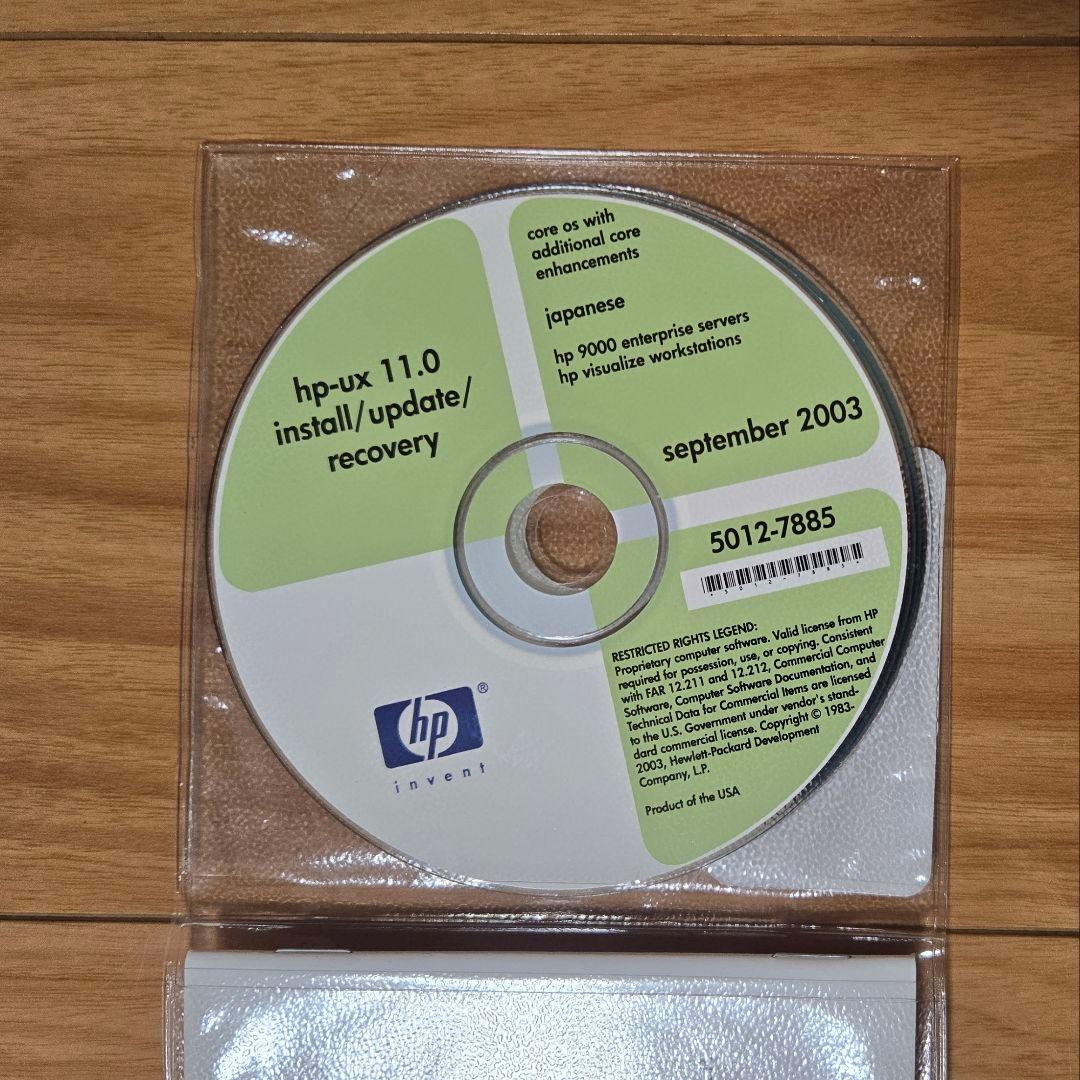 hp-ux 11.0
install/update/
recovery
core os with
additional core
enhancements
japanese
hp 9000 enterprise servers
hp visualize workstations
september 2003
5012-7885
*5012-7885*
RESTRICTED RIGHTS LEGEND:
Proprietary computer software. Valid license from HP
required for possession, use, or copying. Consistent
with FAR 12.211 and 12.212, Commercial Computer
Software, Computer Software Documentation, and
Technical Data for Commercial Items are licensed
to the U.S. Government under vendor's stand-
dard commercial license. Copyright © 1983-
2003, Hewlett-Packard Development
Company, L.P.
Product of the USA
hp®
invent